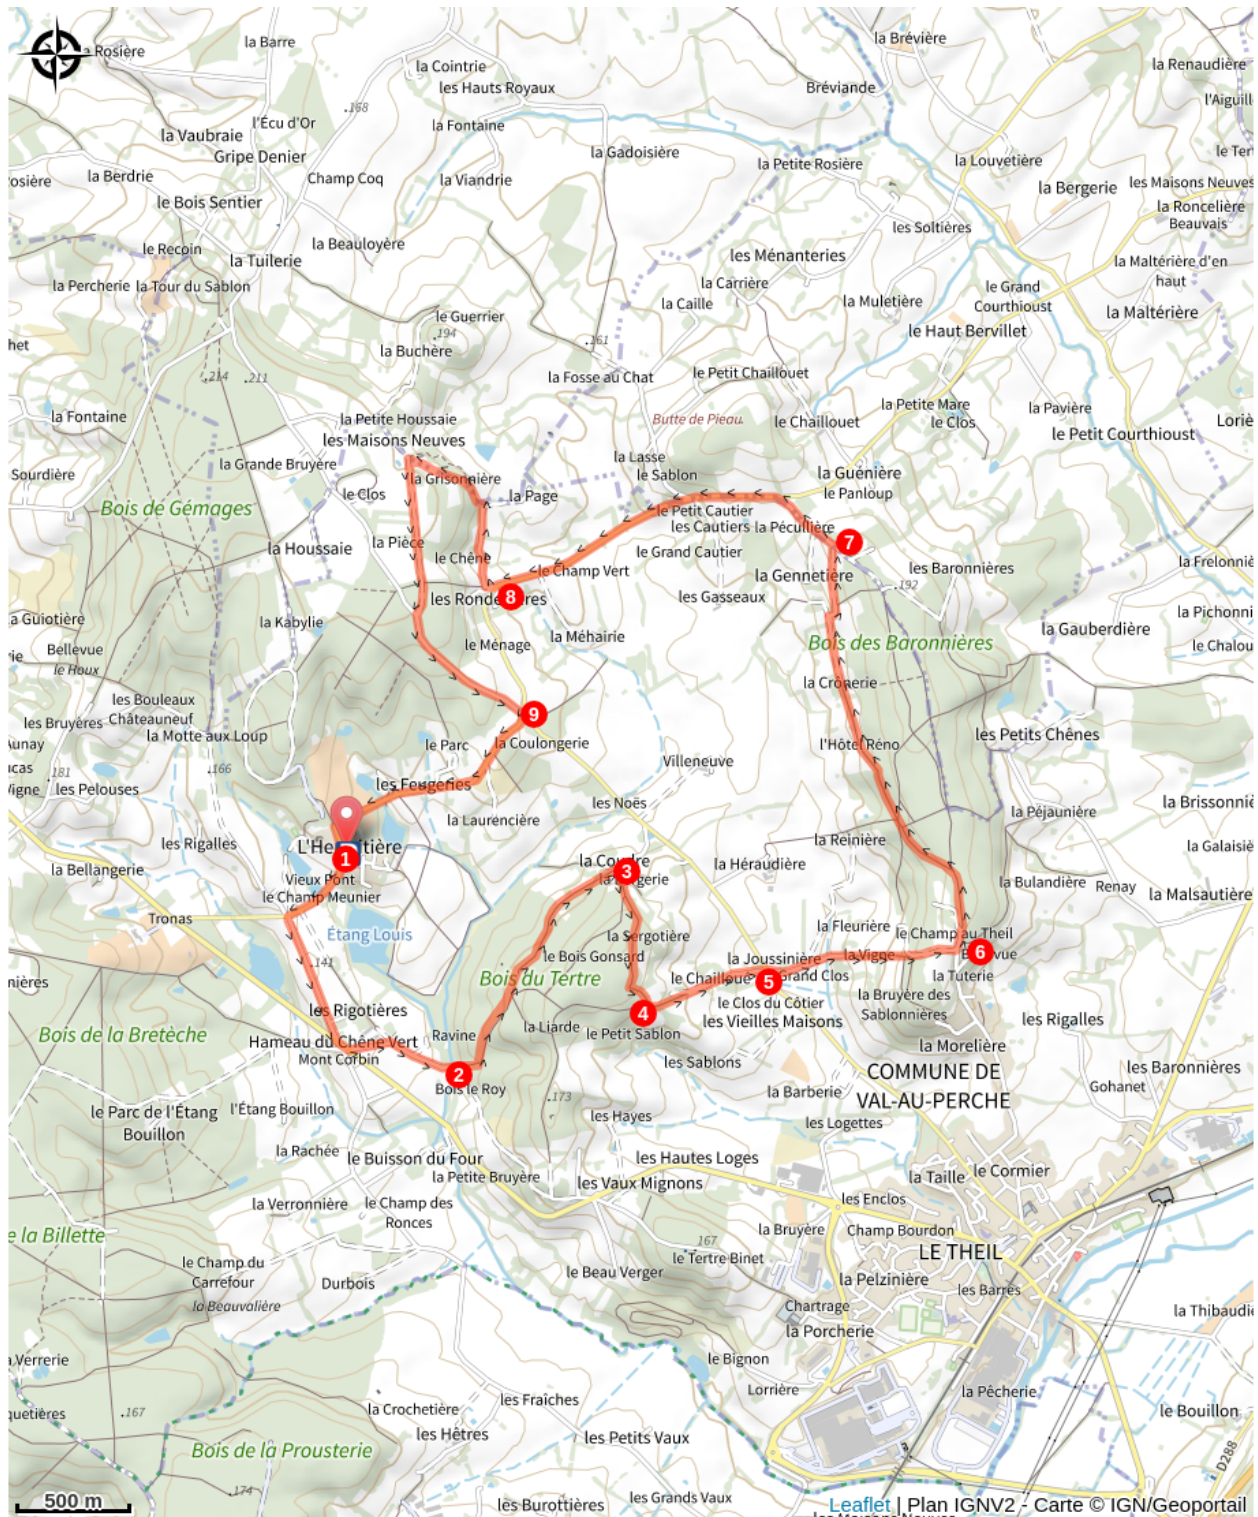 la Rosière
la Barre
la Brévière
la Cointrie
les Hauts Royaux
Bréviande
la Renaudière
.168
l'Écu d'Or
la Vaubraie
Gripe Denier
la Fontaine
la Gadoisière
la Petite Rosière
la Louvetière
la Berdrie
Champ Coq
la Viandrie
la Bergerie
les Maisons Neuves
le Bois Sentier
la Roncelière
Beauvais
les Soltières
le Recoin
la Beauloyère
la Tuilerie
les Ménanteries
la Maltérière d'en
haut
la Percherie
la Tour du Sablon
la Carrière
la Caille
la Muletière
le Grand
Courthioust
la Maltérière
le Guerrier
194
le Haut Bervillet
la Buchère
.161
.214
.211
la Fosse au Chat
le Petit Chaillouet
la Fontaine
la Petite Houssaie
les Maisons Neuves
Butte de Pieau
le Chaillouet
la Petite Mare
le Clos
la Pavière
le Petit Courthioust
la Grande Bruyère
la Grisonnière
la Lasse
le Sablon
la Guénière
le Panloup
Sourdière
Bois de Gémages
le Clos
la Page
le Petit Cautier
les Cautiers
la Pécullière
la Houssaie
la Pièce
le Chêne
le Grand Cautier
7
le Champ Vert
la Gennetière
les Baronnières
192
8
les Gasseaux
la Kabylie
le Ménage
la Méhairie
Bois des Baronnières
la Gauberdière
Bellevue
le Houx
la Crônerie
les Bouleaux
Châteauneuf
les Bruyères
la Motte aux Loup
9
le Parc
la Coulongerie
l'Hôtel Réno
les Petits Chênes
.181
.166
les Pelouses
les Feugeries
Villeneuve
la Laurencière
les Noës
la Péjaunière
les Rigalles
la Reinière
1
la Bellangerie
Vieux Pont
le Champ Meunier
la Coudre
3
la Héraudière
la Bulandière
Renay
la Malsautière
Tronas
Étang Louis
la Sergotière
la Fleurière
le Champ au Theil
6
.141
le Bois Gonsard
Bois du Tertre
la Joussinière
la Vigne
la Tuterie
5
Grand Clos
le Clos du Côtier
la Bruyère des
Sablonnières
les Rigotières
4
le Petit Sablon
les Vieilles Maisons
les Rigalles
Bois de la Bretèche
Hameau du Chêne Vert
Mont Corbin
Ravine
la Liarde
la Morelière
2
Bois le Roy
les Sablons
COMMUNE DE
VAL-AU-PERCHE
les Baronnières
Gohanet
le Parc de l'Étang
Bouillon
l'Étang Bouillon
.173
les Hayes
la Barberie
les Logettes
la Rachée
le Buisson du Four
la Petite Bruyère
les Hautes Loges
les Vaux Mignons
la Taille
le Cormier
la Verronnière
le Champ des
Ronces
les Enclos
la Bruyère
Champ Bourdon
LE THEIL
le Champ du
Carrefour
la Beauvalière
Durbois
le Beau Verger
167
le Tertre Binet
la Pelzinière
les Barres
Chartrage
la Porcherie
le Bignon
Lorrière
la Pêcherie
les Fraîches
.167
la Crochetière
les Hêtres
les Petits Vaux
le Bouillon
Bois de la Prousterie
D288
.174
500 m
les Burottières
les Grands Vaux
Leaflet | Plan IGNV2 - Carte © IGN/Geoportail